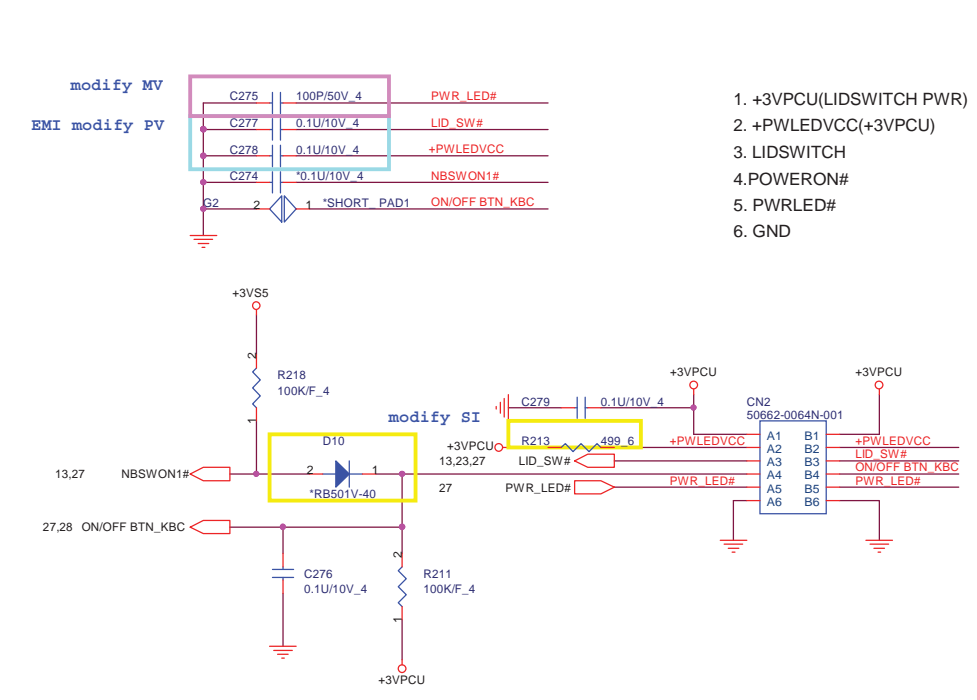 modify MV
C275 100P/50V_4 PWR_LED#
EMI modify PV
C277 0.1U/10V_4 LID_SW#
C278 0.1U/10V_4 +PWLEDVCC
C274 *0.1U/10V_4 NBSWON1#
G2 2 1 *SHORT_ PAD1 ON/OFF BTN_KBC
1. +3VPCU(LIDSWITCH PWR)
2. +PWLEDVCC(+3VPCU)
3. LIDSWITCH
4.POWERON#
5. PWRLED#
6. GND
+3VS5
2
R218
100K/F_4
1
modify SI
D10
2 1
*RB501V-40
13,27 NBSWON1#
27,28 ON/OFF BTN_KBC
C276
0.1U/10V_4
2
R211
100K/F_4
1
+3VPCU
+3VPCU
C279 0.1U/10V_4
+3VPCU R213 499_6 +PWLEDVCC
13,23,27 LID_SW#
27 PWR_LED# PWR_LED#
+3VPCU
CN2
50662-0064N-001
A1 B1
A2 B2 +PWLEDVCC
A3 B3 LID_SW#
A4 B4 ON/OFF BTN_KBC
A5 B5 PWR_LED#
A6 B6